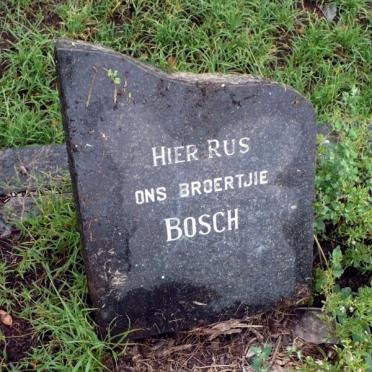 HIER RUS
ONS BROERTJIE
BOSCH